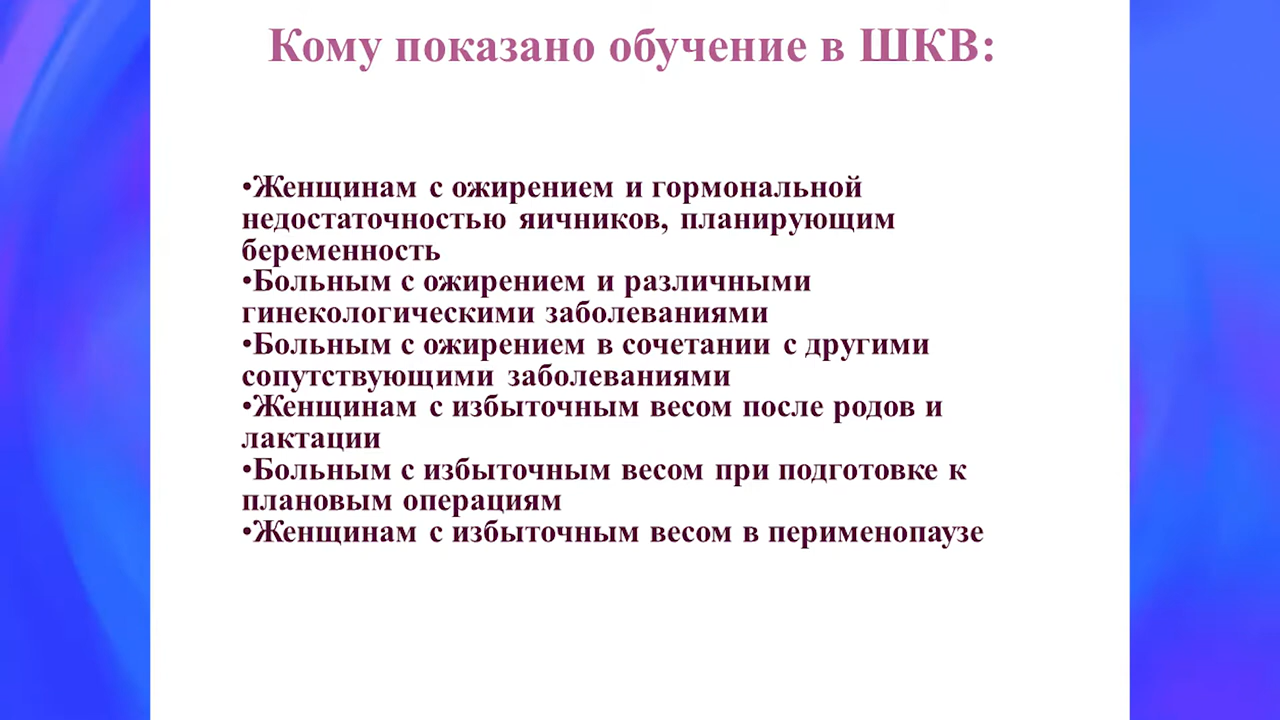 Кому показано обучение в ШКВ:
•Женщинам с ожирением и гормональной
недостаточностью яичников, планирующим
беременность
•Больным с ожирением и различными
гинекологическими заболеваниями
•Больным с ожирением в сочетании с другими
сопутствующими заболеваниями
•Женщинам с избыточным весом после родов и
лактации
•Больным с избыточным весом при подготовке к
плановым операциям
•Женщинам с избыточным весом в перименопаузе